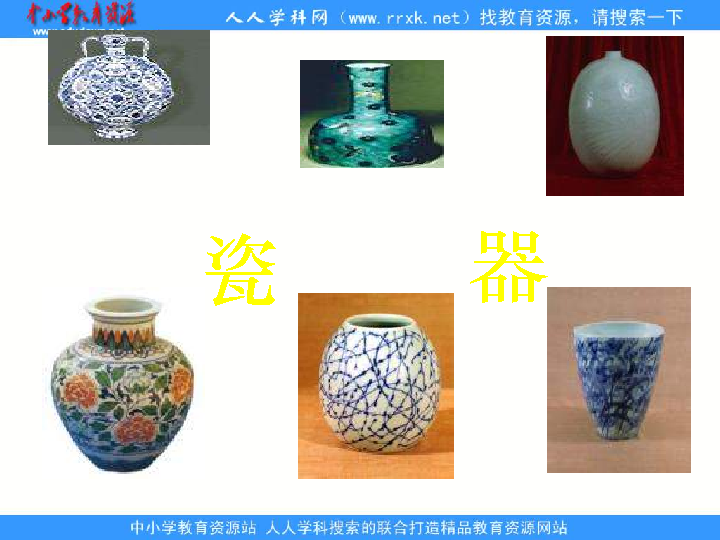 中小学教育资源
人人学科网（www.rrxk.net）找教育资源，请搜索一下
瓷 器
中小学教育资源站 人人学科搜索的联合打造精品教育资源网站